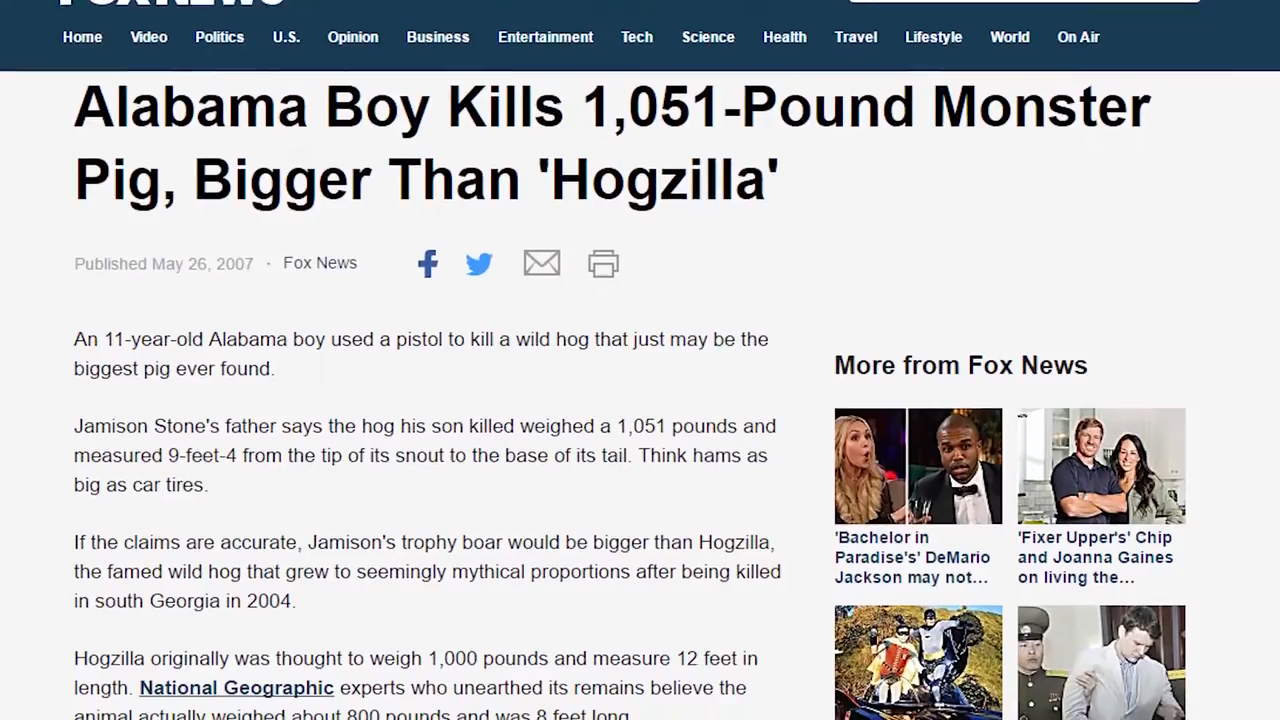 FOX NEWS
Home Video Politics U.S. Opinion Business Entertainment Tech Science Health Travel Lifestyle World On Air
Alabama Boy Kills 1,051-Pound Monster
Pig, Bigger Than 'Hogzilla'
Published May 26, 2007 · Fox News
An 11-year-old Alabama boy used a pistol to kill a wild hog that just may be the
biggest pig ever found.
Jamison Stone's father says the hog his son killed weighed a 1,051 pounds and
measured 9-feet-4 from the tip of its snout to the base of its tail. Think hams as
big as car tires.
If the claims are accurate, Jamison's trophy boar would be bigger than Hogzilla,
the famed wild hog that grew to seemingly mythical proportions after being killed
in south Georgia in 2004.
Hogzilla originally was thought to weigh 1,000 pounds and measure 12 feet in
length. National Geographic experts who unearthed its remains believe the
animal actually weighed about 800 pounds and was 8 feet long.
More from Fox News
'Bachelor in
Paradise's' DeMario
Jackson may not...
'Fixer Upper's' Chip
and Joanna Gaines
on living the...